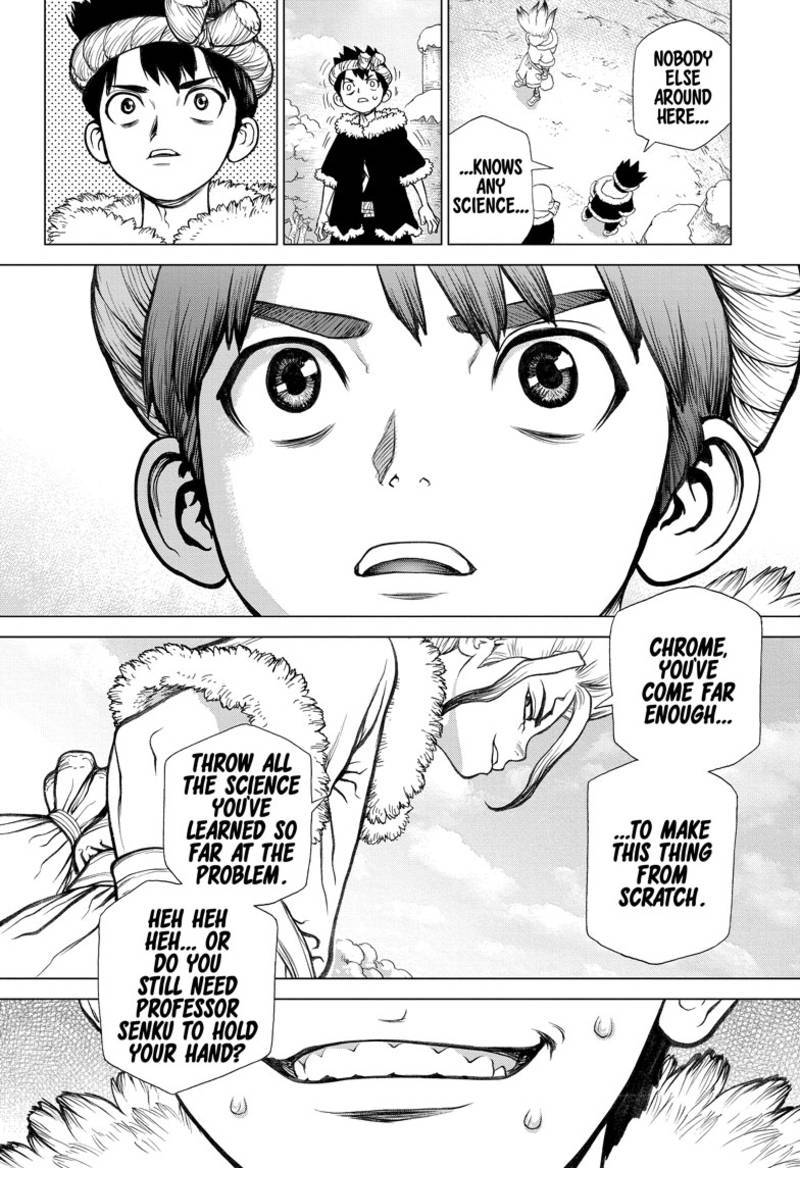 NOBODY
ELSE
AROUND
HERE...
...KNOWS
ANY
SCIENCE...
CHROME,
YOU'VE
COME FAR
ENOUGH...
...TO MAKE
THIS THING
FROM
SCRATCH.
THROW ALL
THE SCIENCE
YOU'VE
LEARNED SO
FAR AT THE
PROBLEM.
HEH HEH
HEH... OR
DO YOU
STILL NEED
PROFESSOR
SENKU TO HOLD
YOUR HAND?